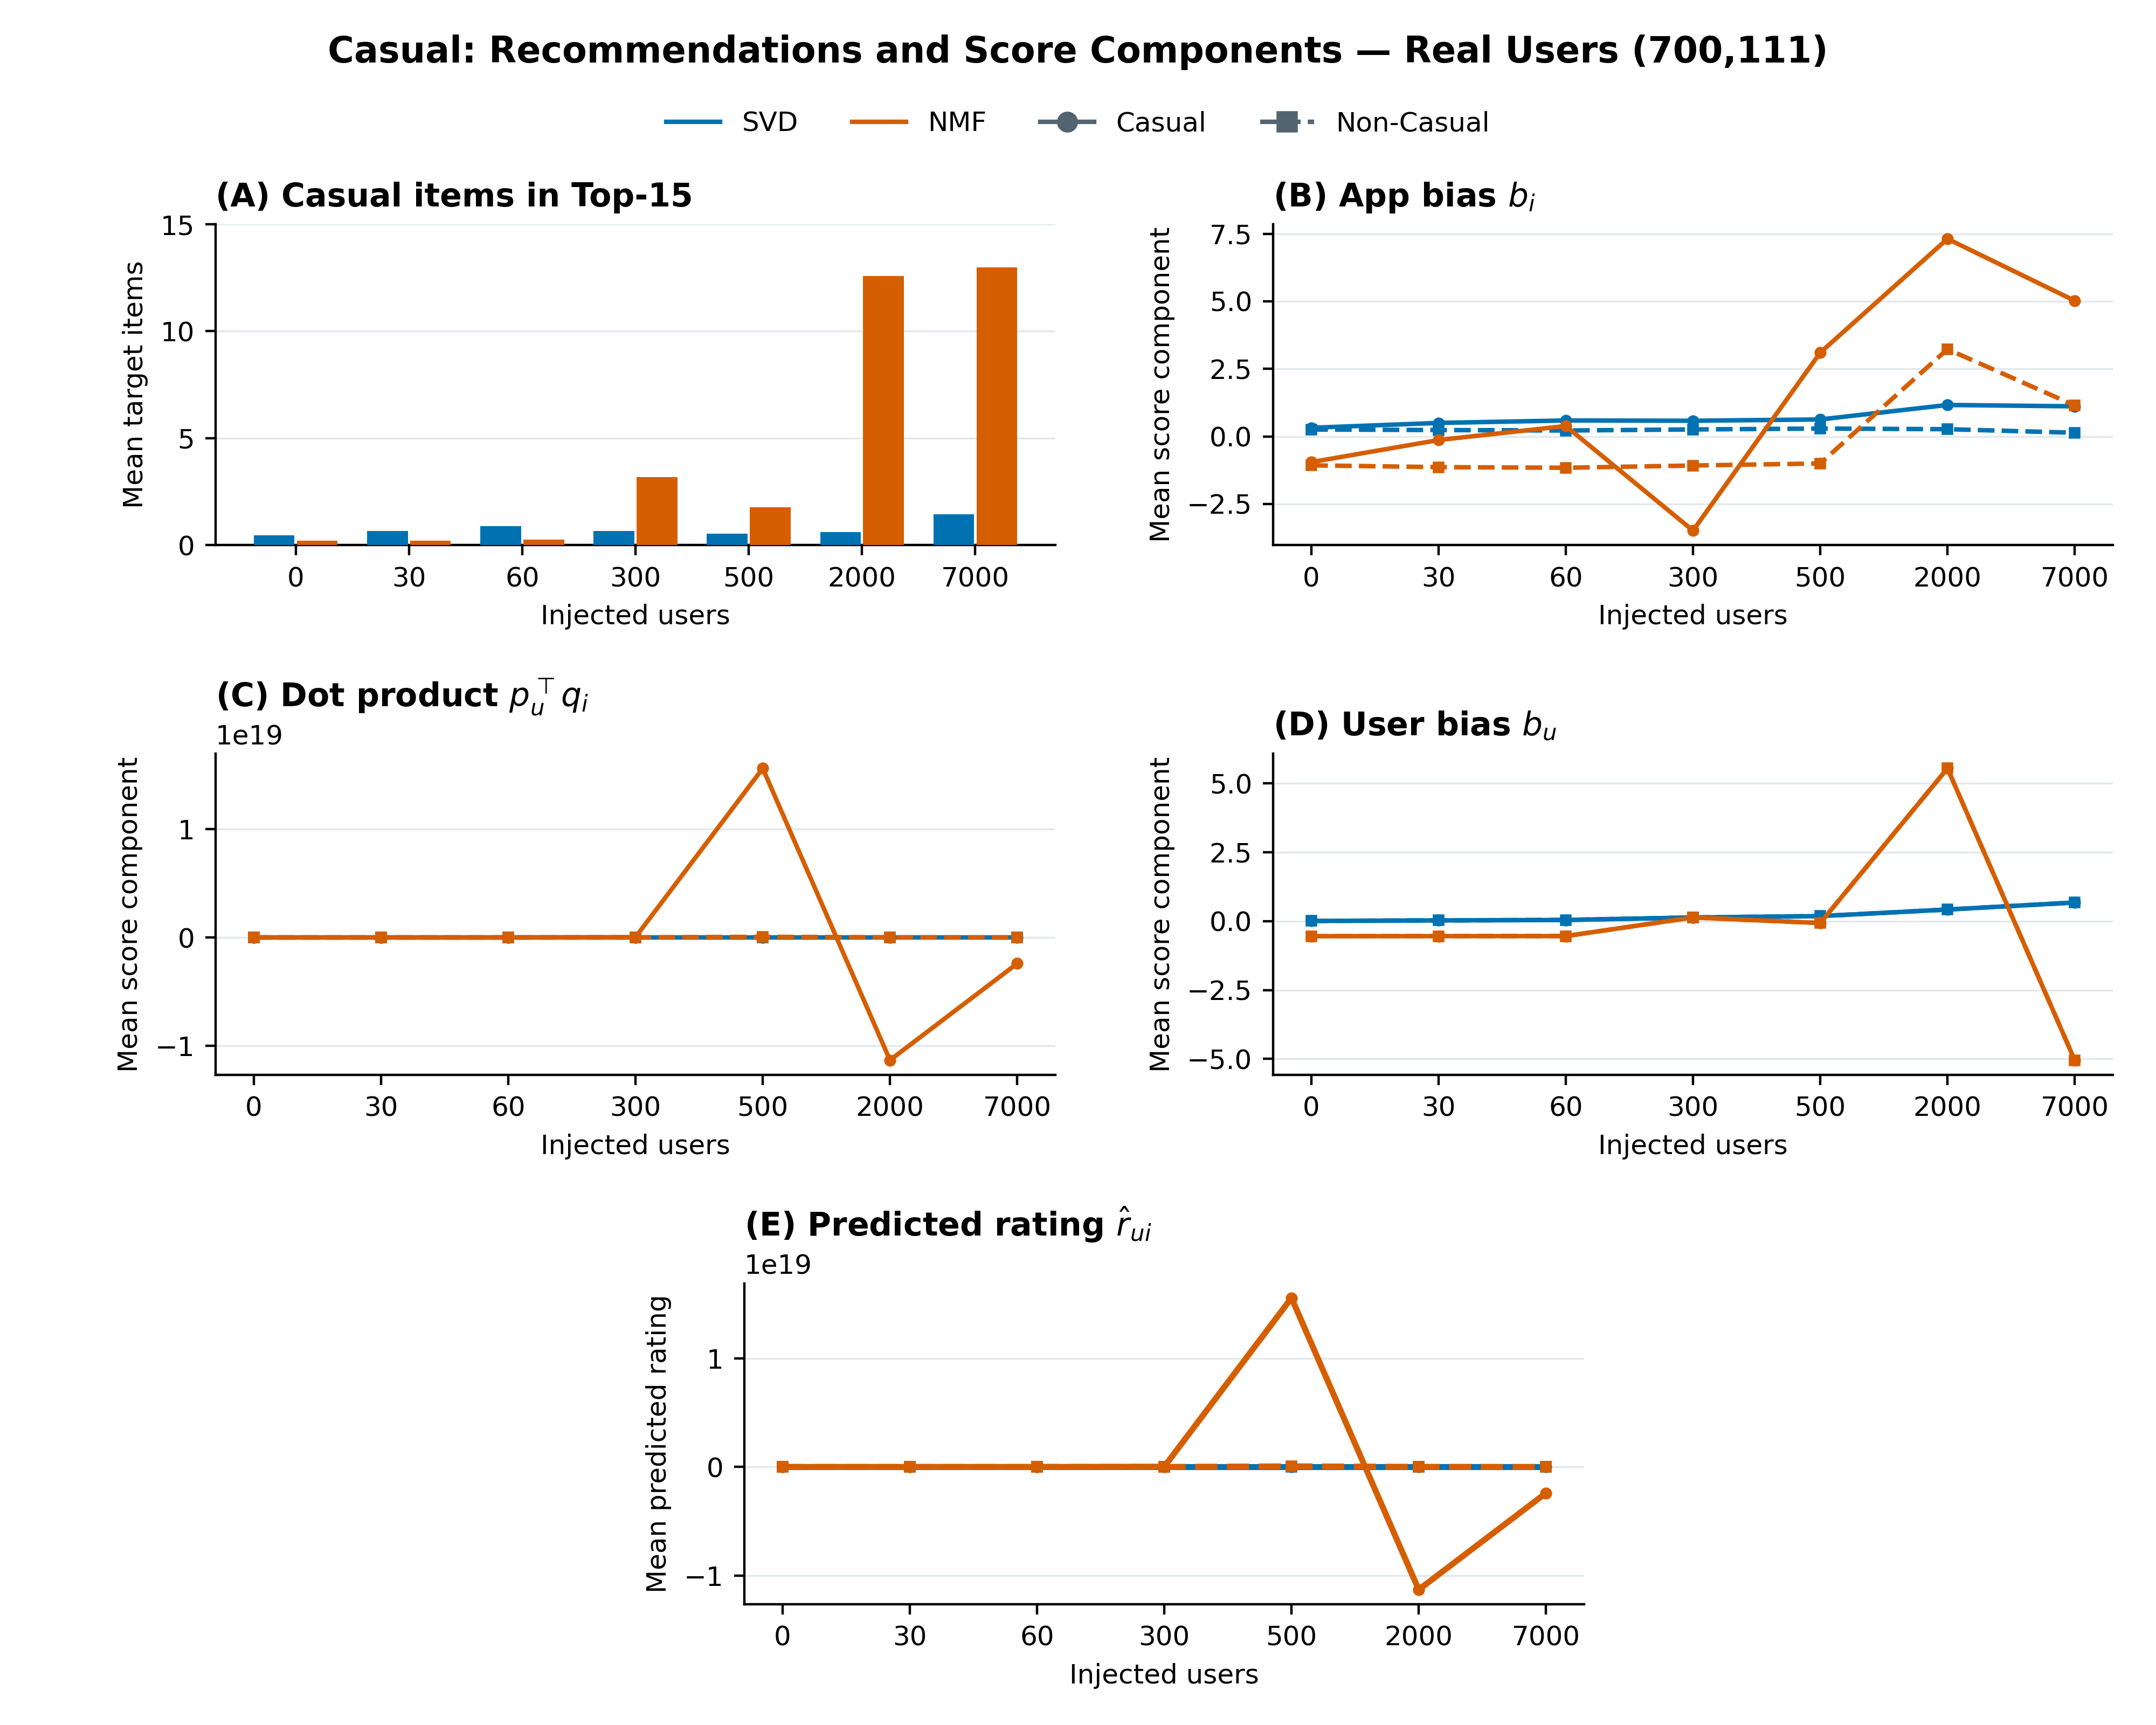 Casual: Recommendations and Score Components — Real Users (700,111)
SVD NMF Casual Non-Casual
(A) Casual items in Top-15
Mean target items
15
10
5
0
0 30 60 300 500 2000 7000
Injected users
(B) App bias b_i
Mean score component
7.5
5.0
2.5
0.0
−2.5
0 30 60 300 500 2000 7000
Injected users
(C) Dot product p_u^⊤ q_i
1e19
Mean score component
1
0
−1
0 30 60 300 500 2000 7000
Injected users
(D) User bias b_u
Mean score component
5.0
2.5
0.0
−2.5
−5.0
0 30 60 300 500 2000 7000
Injected users
(E) Predicted rating r̂_ui
1e19
Mean predicted rating
1
0
−1
0 30 60 300 500 2000 7000
Injected users